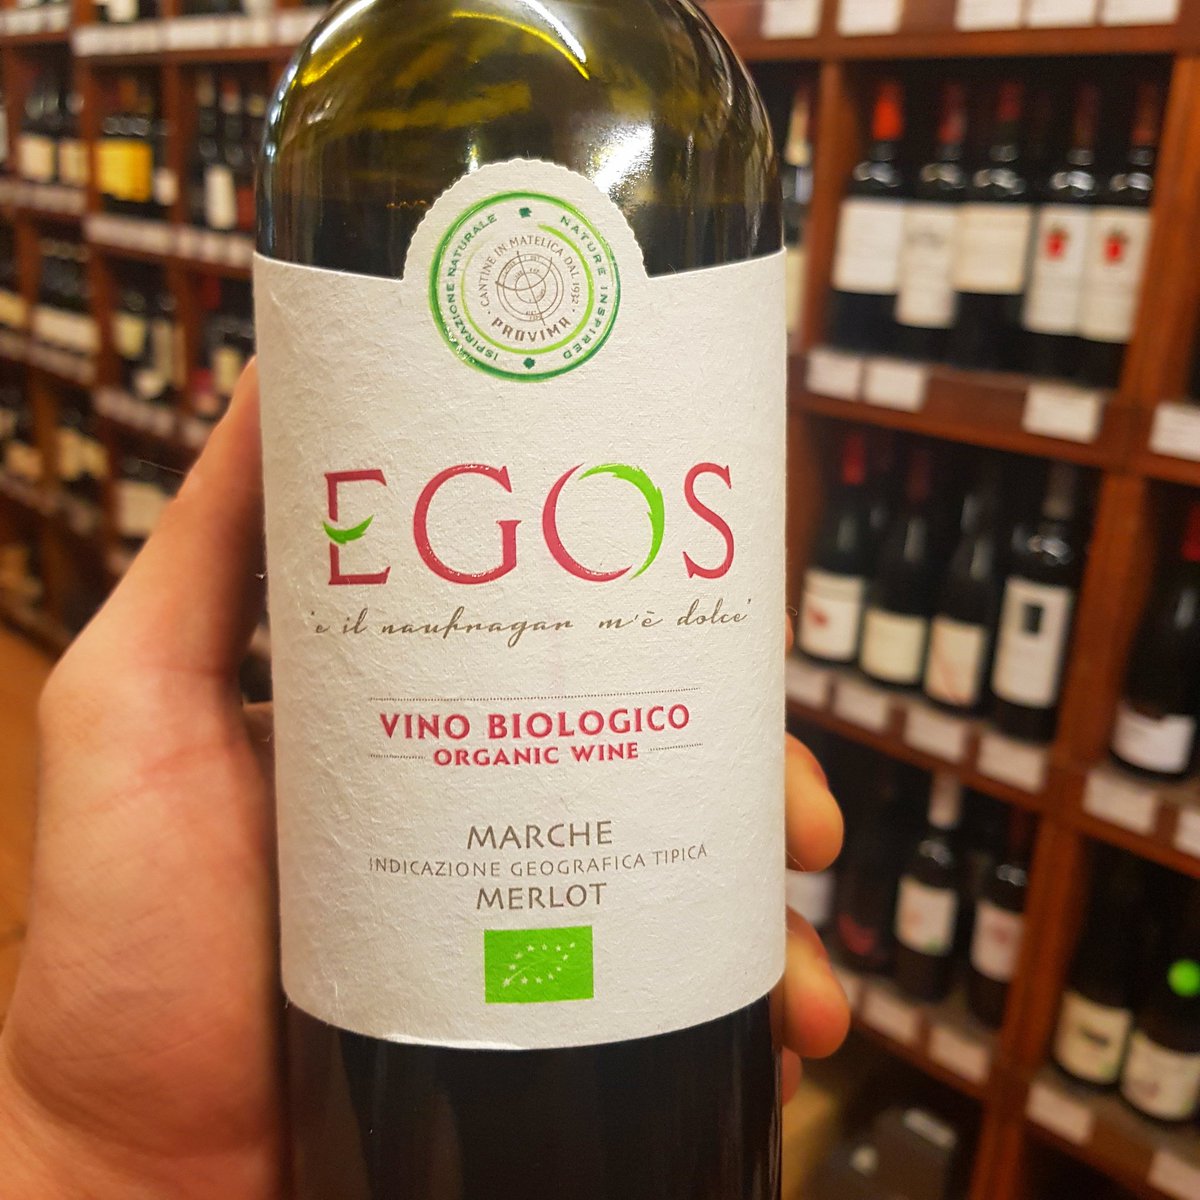 ISPIRAZIONE NATURALE
NATURE INSPIRED
CANTINE IN MATELICA DAL 1932
PROVIMA
EGOS
'e il naufragar m'è dolce'
VINO BIOLOGICO
ORGANIC WINE
MARCHE
INDICAZIONE GEOGRAFICA TIPICA
MERLOT